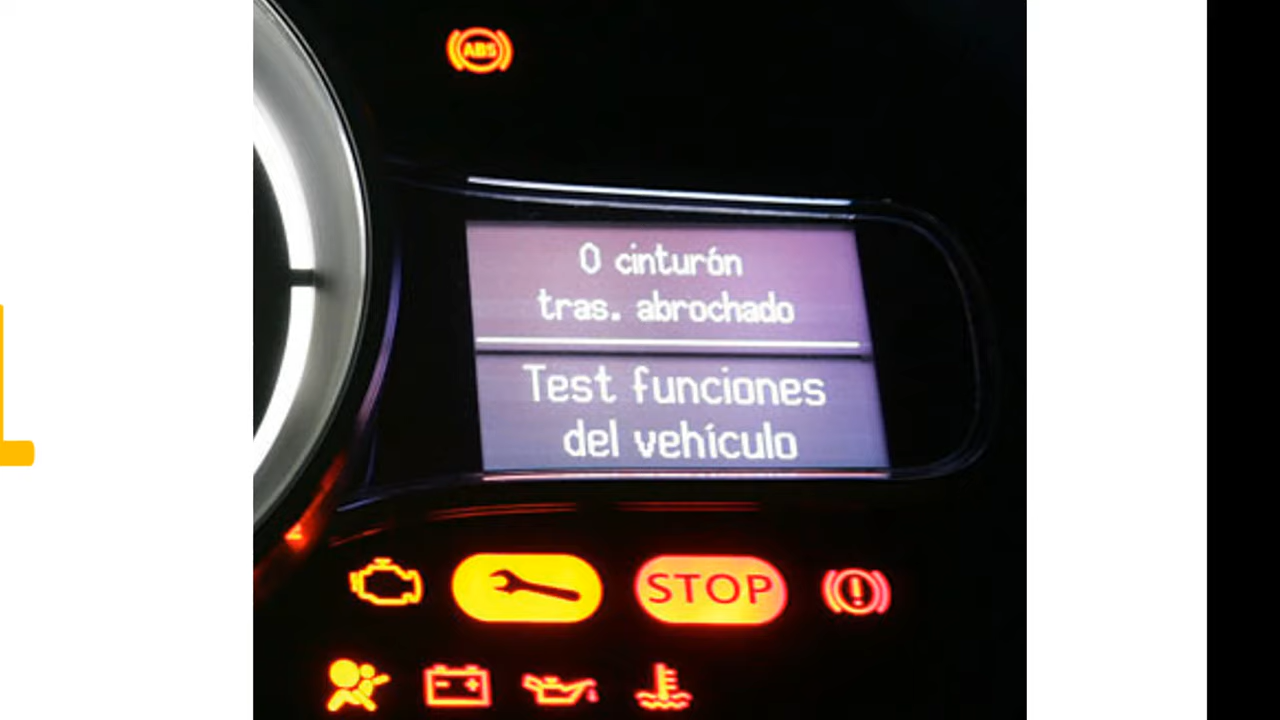 ABS
0 cinturón
tras. abrochado
Test funciones
del vehículo
STOP